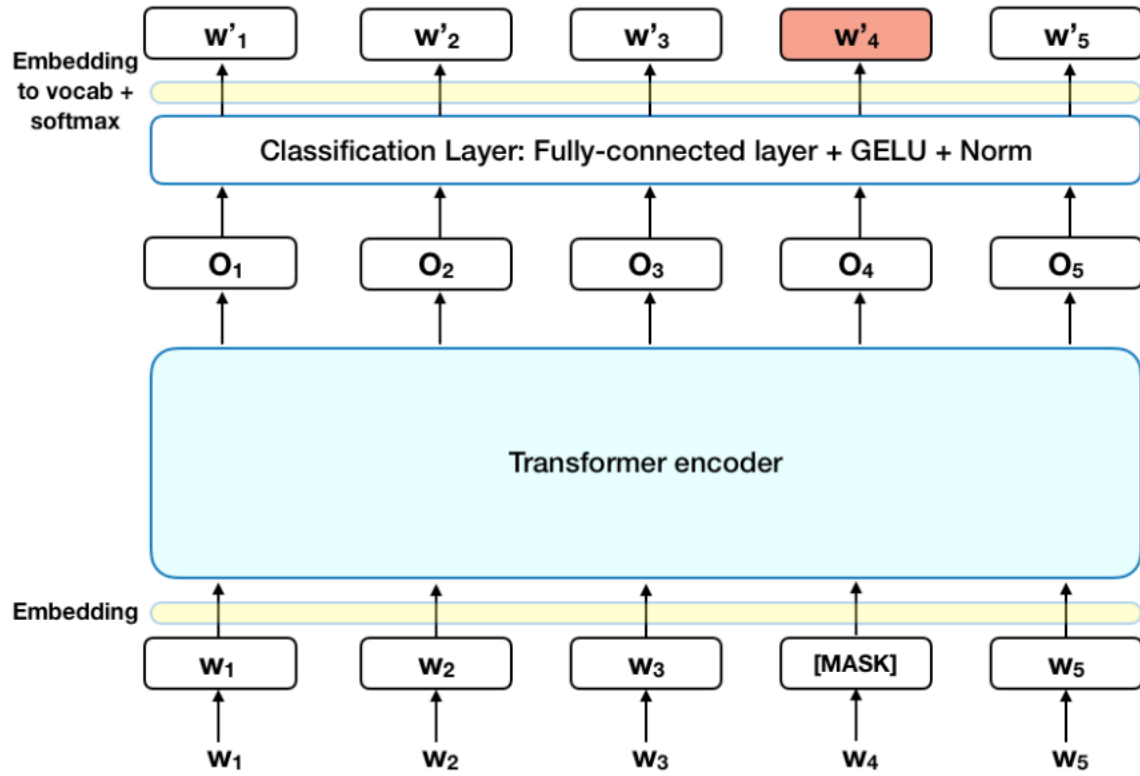 w'₁ w'₂ w'₃ w'₄ w'₅
Embedding
to vocab +
softmax
Classification Layer: Fully-connected layer + GELU + Norm
O₁ O₂ O₃ O₄ O₅
Transformer encoder
Embedding
w₁ w₂ w₃ [MASK] w₅
w₁ w₂ w₃ w₄ w₅